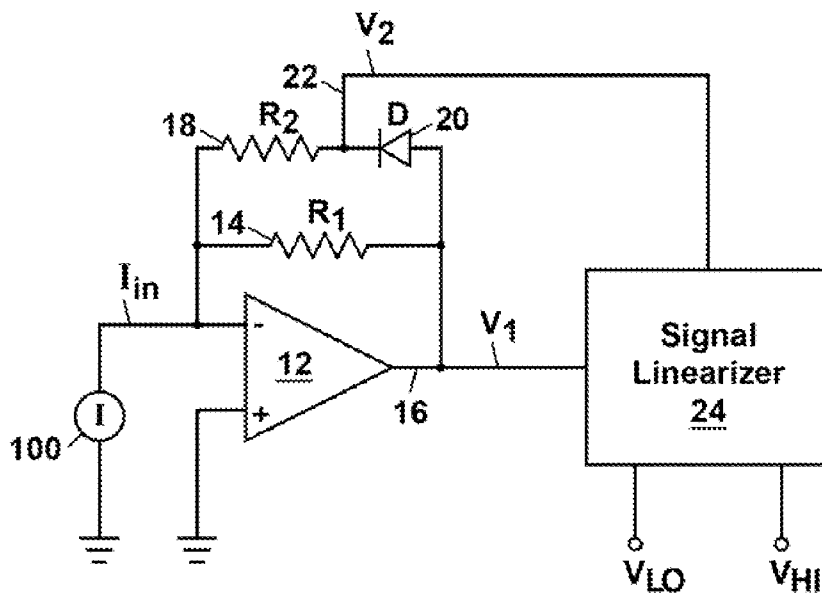 V2
22
18
R2
D
20
14
R1
Iin
-
12
+
V1
16
I
100
Signal
Linearizer
24
VLO
VHI